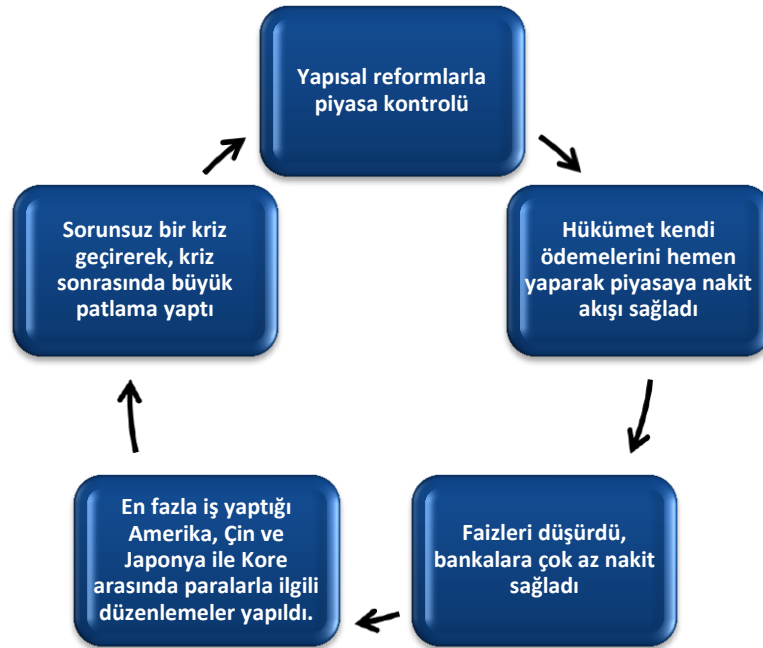 Yapısal reformlarla
piyasa kontrolü
Hükümet kendi
ödemelerini hemen
yaparak piyasaya nakit
akışı sağladı
Faizleri düşürdü,
bankalara çok az nakit
sağladı
En fazla iş yaptığı
Amerika, Çin ve
Japonya ile Kore
arasında paralarla ilgili
düzenlemeler yapıldı.
Sorunsuz bir kriz
geçirerek, kriz
sonrasında büyük
patlama yaptı